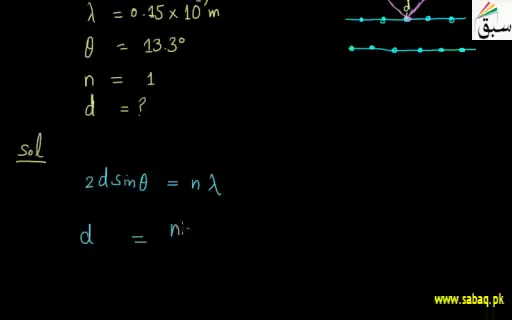 λ = 0.15 × 10 m
θ = 13.3°
n = 1
d = ?
d
سبق
Sol
2d sinθ = n λ
d = n
www.sabaq.pk